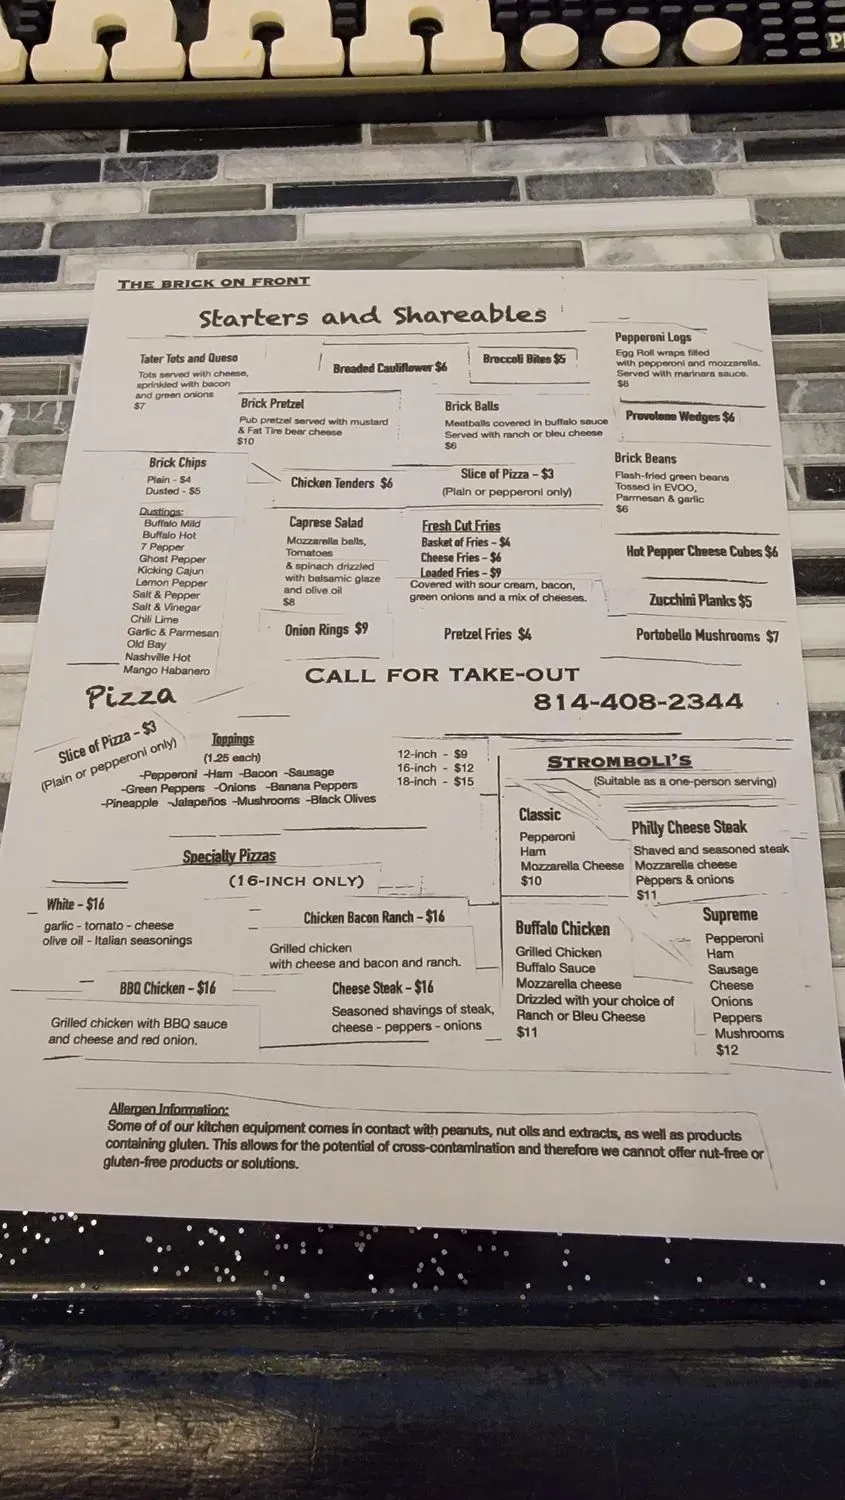 THE BRICK ON FRONT
Starters and Shareables
Tater Tots and Queso
Tots served with cheese,
sprinkled with bacon
and green onions
$7
Breaded Cauliflower $6
Broccoli Bites $5
Pepperoni Logs
Egg Roll wraps filled
with pepperoni and mozzarella.
Served with marinara sauce.
$8
Brick Pretzel
Pub pretzel served with mustard
& Fat Tire beer cheese
$10
Brick Balls
Meatballs covered in buffalo sauce
Served with ranch or bleu cheese
$6
Provolone Wedges $6
Brick Chips
Plain - $4
Dusted - $5
Dustings:
Buffalo Mild
Buffalo Hot
7 Pepper
Ghost Pepper
Kicking Cajun
Lemon Pepper
Salt & Pepper
Salt & Vinegar
Chili Lime
Garlic & Parmesan
Old Bay
Nashville Hot
Mango Habanero
Chicken Tenders $6
Slice of Pizza - $3
(Plain or pepperoni only)
Brick Beans
Flash-fried green beans
Tossed in EVOO,
Parmesan & garlic
$6
Caprese Salad
Mozzarella balls,
Tomatoes
& spinach drizzled
with balsamic glaze
and olive oil
$8
Fresh Cut Fries
Basket of Fries - $4
Cheese Fries - $6
Loaded Fries - $9
Covered with sour cream, bacon,
green onions and a mix of cheeses.
Hot Pepper Cheese Cubes $6
Zucchini Planks $5
Onion Rings $9
Pretzel Fries $4
Portobello Mushrooms $7
CALL FOR TAKE-OUT
814-408-2344
Pizza
Slice of Pizza - $3
(Plain or pepperoni only)
Toppings
(1.25 each)
-Pepperoni -Ham -Bacon -Sausage
-Green Peppers -Onions -Banana Peppers
-Pineapple -Jalapeños -Mushrooms -Black Olives
12-inch - $9
16-inch - $12
18-inch - $15
Specialty Pizzas
(16-INCH ONLY)
White - $16
garlic - tomato - cheese
olive oil - Italian seasonings
Chicken Bacon Ranch - $16
Grilled chicken
with cheese and bacon and ranch.
BBQ Chicken - $16
Grilled chicken with BBQ sauce
and cheese and red onion.
Cheese Steak - $16
Seasoned shavings of steak,
cheese - peppers - onions
STROMBOLI'S
(Suitable as a one-person serving)
Classic
Pepperoni
Ham
Mozzarella Cheese
$10
Philly Cheese Steak
Shaved and seasoned steak
Mozzarella cheese
Peppers & onions
$11
Buffalo Chicken
Grilled Chicken
Buffalo Sauce
Mozzarella cheese
Drizzled with your choice of
Ranch or Bleu Cheese
$11
Supreme
Pepperoni
Ham
Sausage
Cheese
Onions
Peppers
Mushrooms
$12
Allergen Information:
Some of of our kitchen equipment comes in contact with peanuts, nut oils and extracts, as well as products
containing gluten. This allows for the potential of cross-contamination and therefore we cannot offer nut-free or
gluten-free products or solutions.